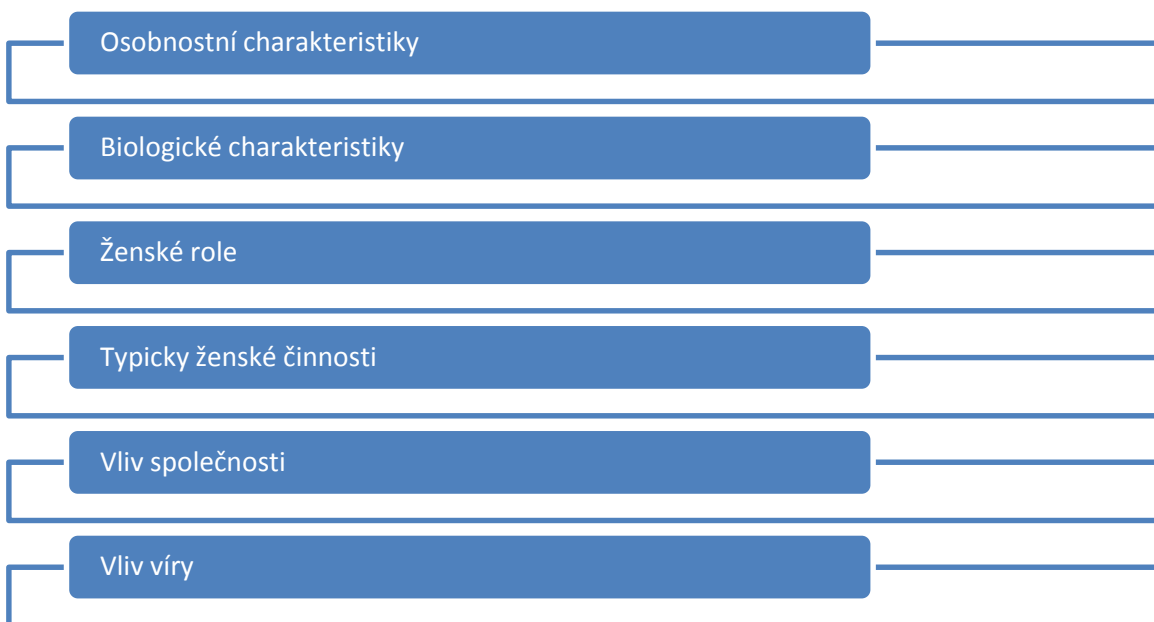 Osobnostní charakteristiky
Biologické charakteristiky
Ženské role
Typicky ženské činnosti
Vliv společnosti
Vliv víry